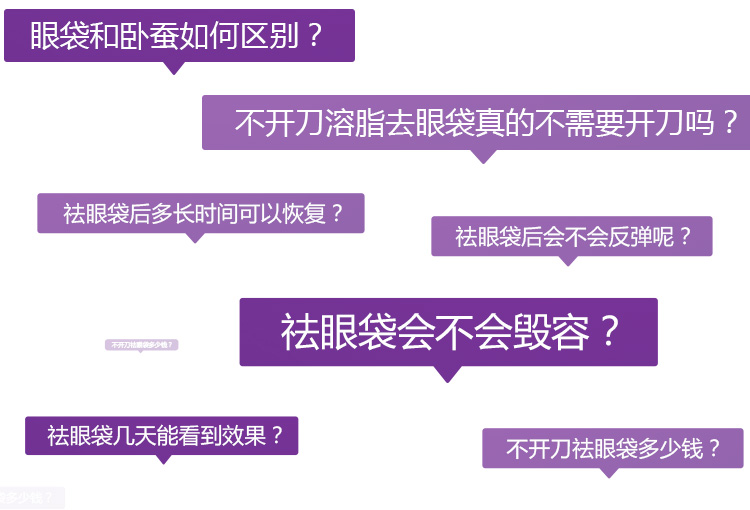 眼袋和卧蚕如何区别？
不开刀溶脂去眼袋真的不需要开刀吗？
祛眼袋后多长时间可以恢复？
祛眼袋后会不会反弹呢？
祛眼袋会不会毁容？
不开刀祛眼袋多少钱？
祛眼袋几天能看到效果？
不开刀祛眼袋多少钱？
袋多少钱？